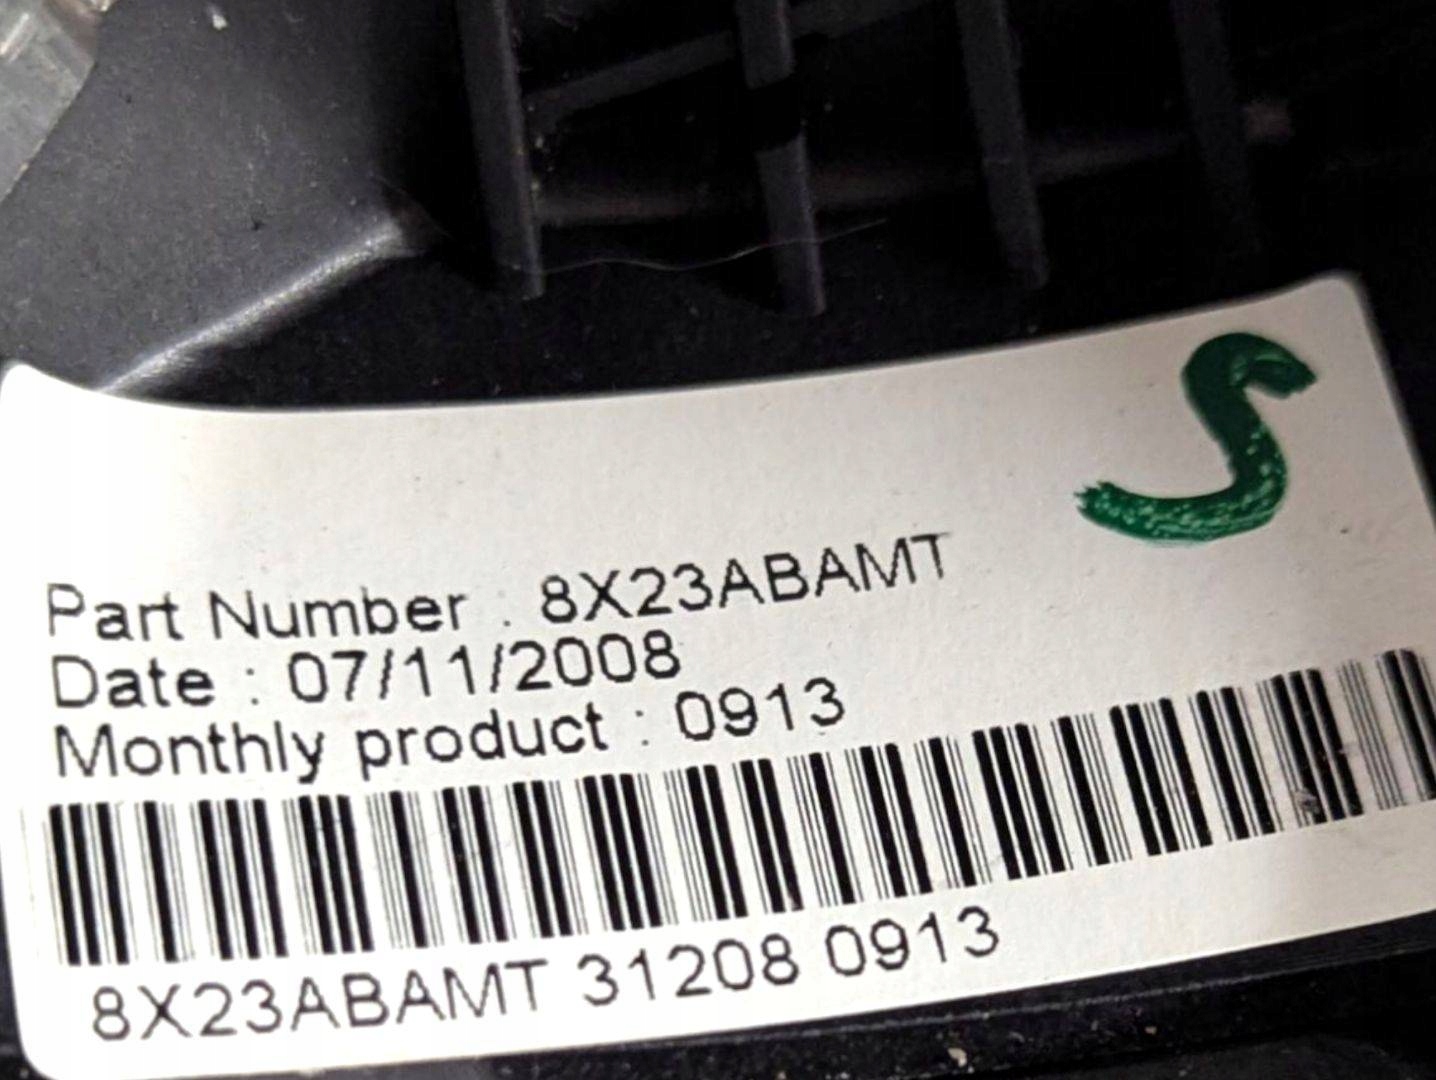 S
Part Number : 8X23ABAMT
Date : 07/11/2008
Monthly product : 0913
8X23ABAMT 31208 0913